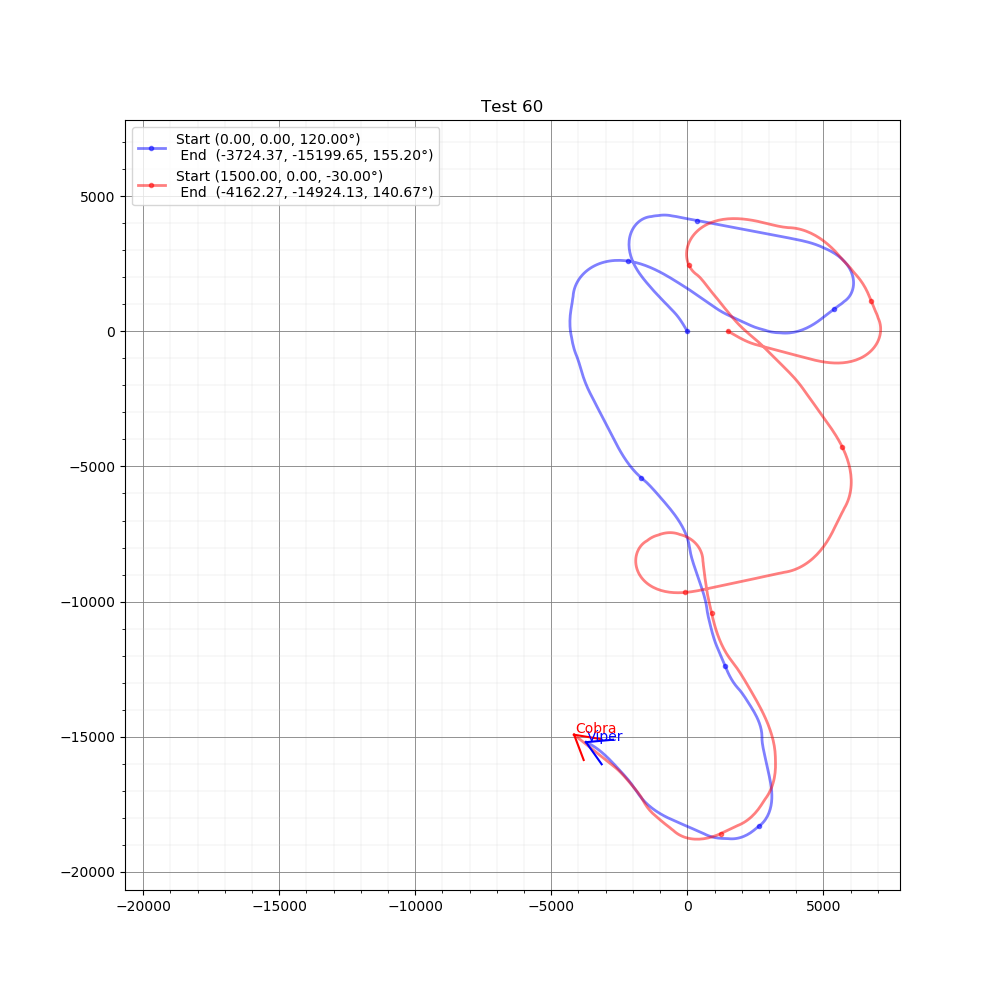 Test 60
Start (0.00, 0.00, 120.00°)
End (-3724.37, -15199.65, 155.20°)
Start (1500.00, 0.00, -30.00°)
End (-4162.27, -14924.13, 140.67°)
5000
0
−5000
−10000
−15000
−20000
Cobra
Viper
−20000 −15000 −10000 −5000 0 5000